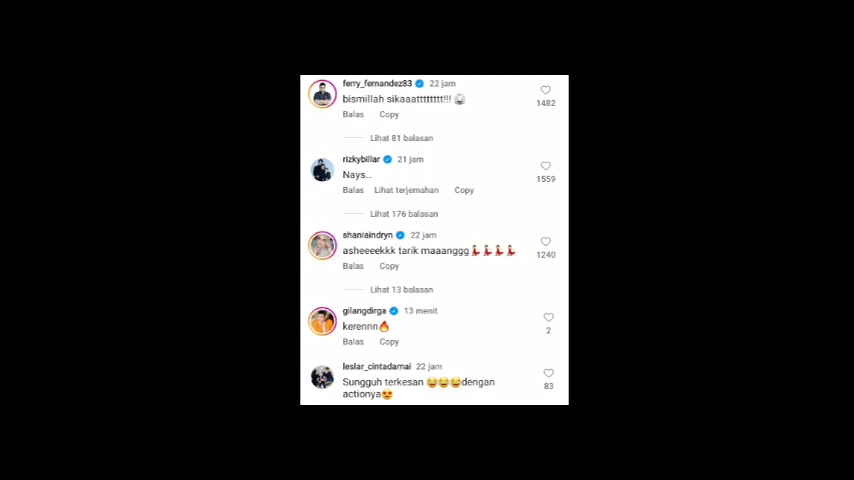 ferry_fernandez83 22 jam
bismillah sikaaatttttttt!!!
1482
Balas Copy
Lihat 81 balasan
rizkybillar 21 jam
Nays...
1559
Balas Lihat terjemahan Copy
Lihat 176 balasan
shaniaindryn 22 jam
asheeeekkk tarik maaanggg💃💃💃💃
1240
Balas Copy
Lihat 13 balasan
gilangdirga 13 menit
kerennn🔥
2
Balas Copy
leslar_cintadamai 22 jam
Sungguh terkesan 😂😂😂dengan
83
actionya😍